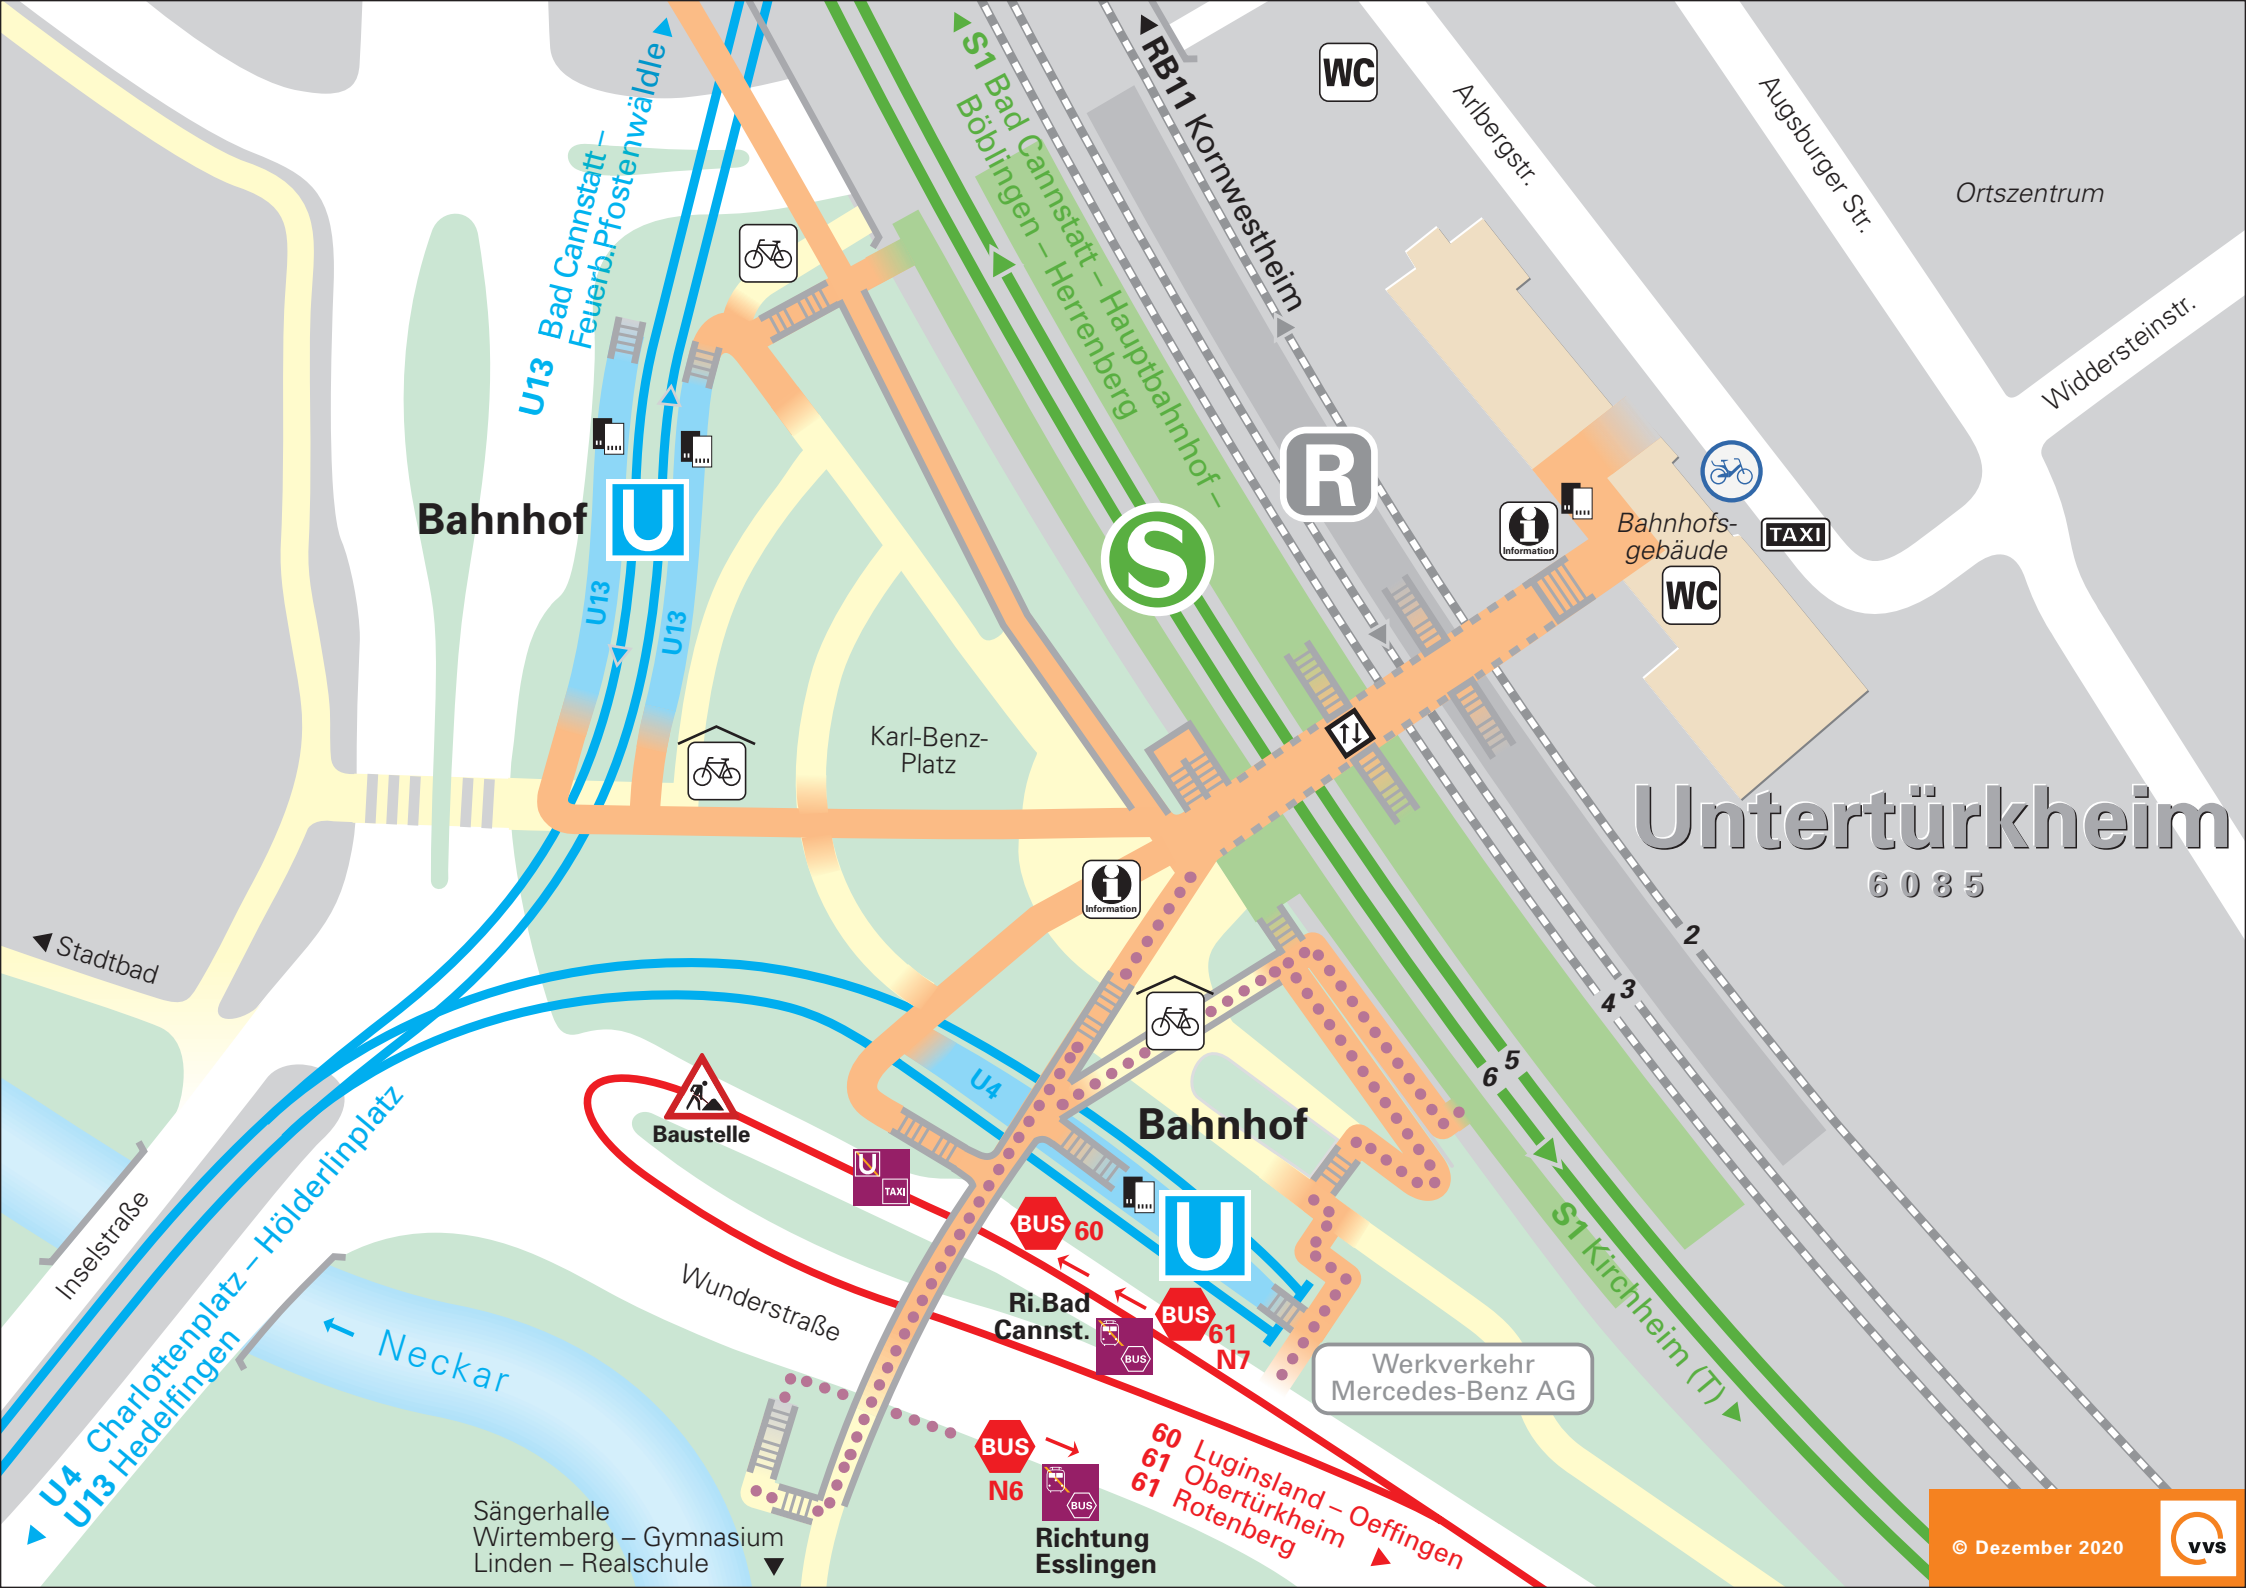 U13 Bad Cannstatt –
Feuerb.Pfostenwäldle
S1 Bad Cannstatt – Hauptbahnhof –
Böblingen – Herrenberg
RB11 Kornwestheim
WC
Arlbergstr.
Augsburger Str.
Ortszentrum
Widdersteinstr.
Bahnhof
U
U13
U13
S
R
i
Information
Bahnhofs-
gebäude
WC
TAXI
Karl-Benz-
Platz
Untertürkheim
6085
i
Information
2
3
4
5
6
Stadtbad
U4
Bahnhof
U
Baustelle
U
TAXI
BUS 60
Ri.Bad
Cannst.
BUS
61
N7
BUS
Inselstraße
Wunderstraße
Neckar
U4 Charlottenplatz – Hölderlinplatz
U13 Hedelfingen
Werkverkehr
Mercedes-Benz AG
S1 Kirchheim (T)
BUS
N6
BUS
Richtung
Esslingen
60 Luginsland – Oeffingen
61 Obertürkheim
61 Rotenberg
Sängerhalle
Wirtemberg – Gymnasium
Linden – Realschule
© Dezember 2020
vvs